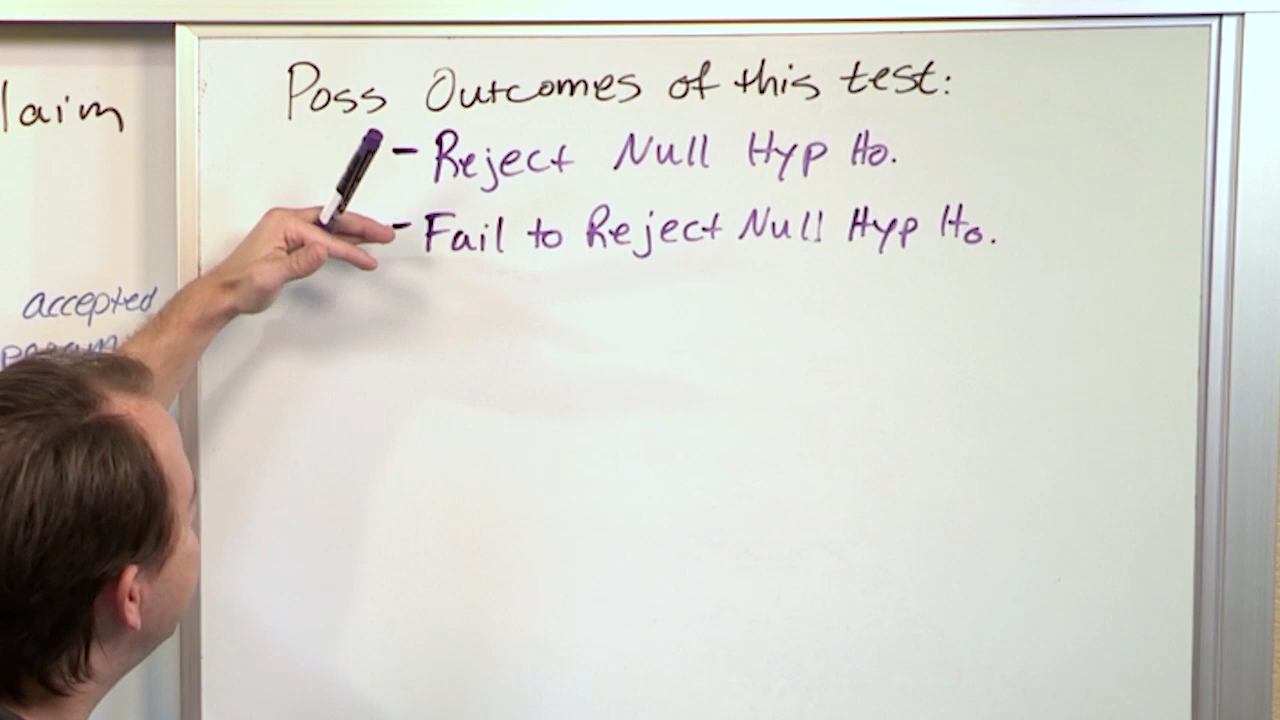 laim
accepted
Poss Outcomes of this test:
- Reject Null Hyp Ho.
- Fail to Reject Null Hyp Ho.